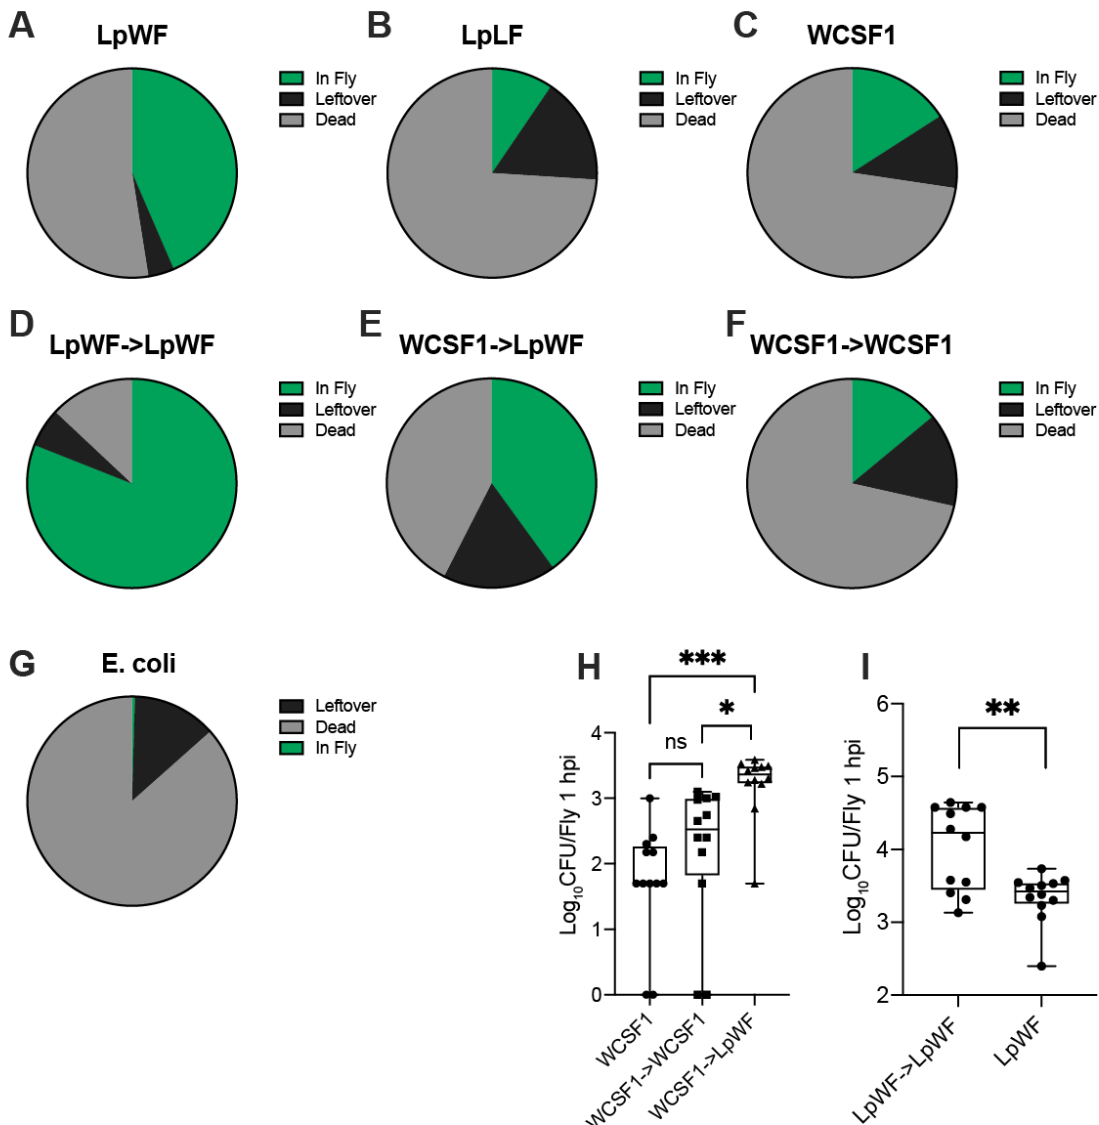 A
LpWF
In Fly
Leftover
Dead
B
LpLF
In Fly
Leftover
Dead
C
WCSF1
In Fly
Leftover
Dead
D
LpWF->LpWF
In Fly
Leftover
Dead
E
WCSF1->LpWF
In Fly
Leftover
Dead
F
WCSF1->WCSF1
In Fly
Leftover
Dead
G
E. coli
Leftover
Dead
In Fly
H
***
*
ns
Log₁₀CFU/Fly 1 hpi
4
3
2
1
0
WCSF1
WCSF1->WCSF1
WCSF1->LpWF
I
**
Log₁₀CFU/Fly 1 hpi
6
5
4
3
2
LpWF->LpWF
LpWF